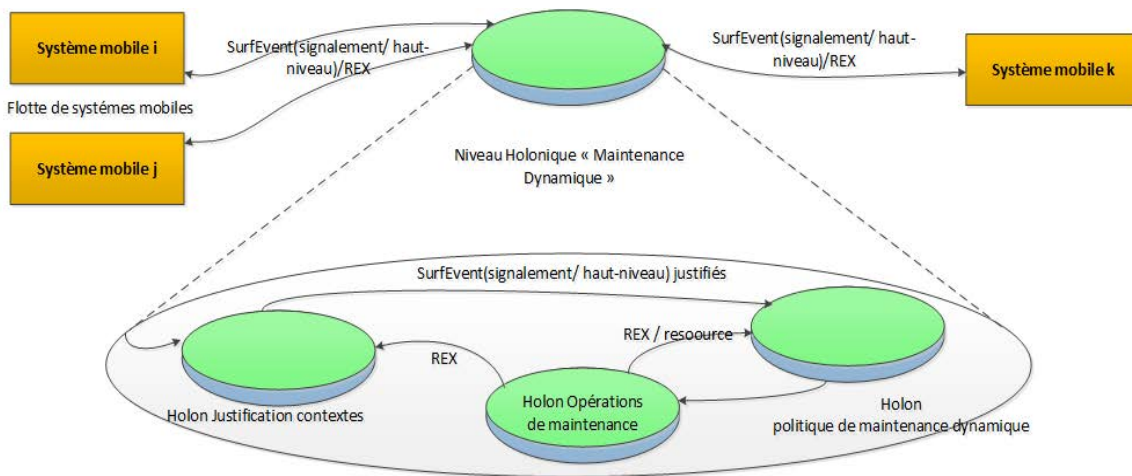 Système mobile i
SurfEvent(signalement/ haut-
niveau)/REX
Flotte de systémes mobiles
Système mobile j
SurfEvent(signalement/ haut-
niveau)/REX
Système mobile k
Niveau Holonique « Maintenance
Dynamique »
SurfEvent(signalement/ haut-niveau) justifiés
REX / resoource
REX
Holon Justification contextes
Holon Opérations
de maintenance
Holon
politique de maintenance dynamique